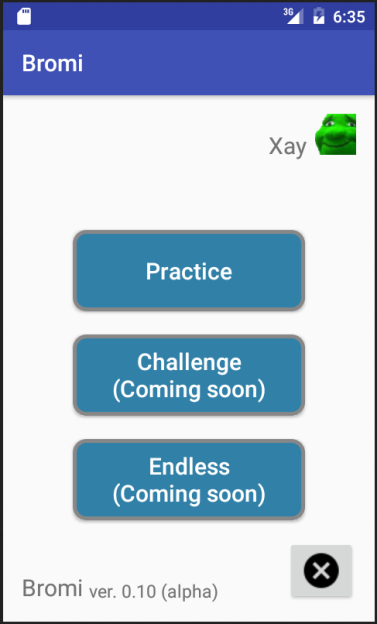 3G 6:35
Bromi
Xay
Practice
Challenge
(Coming soon)
Endless
(Coming soon)
Bromi ver. 0.10 (alpha)